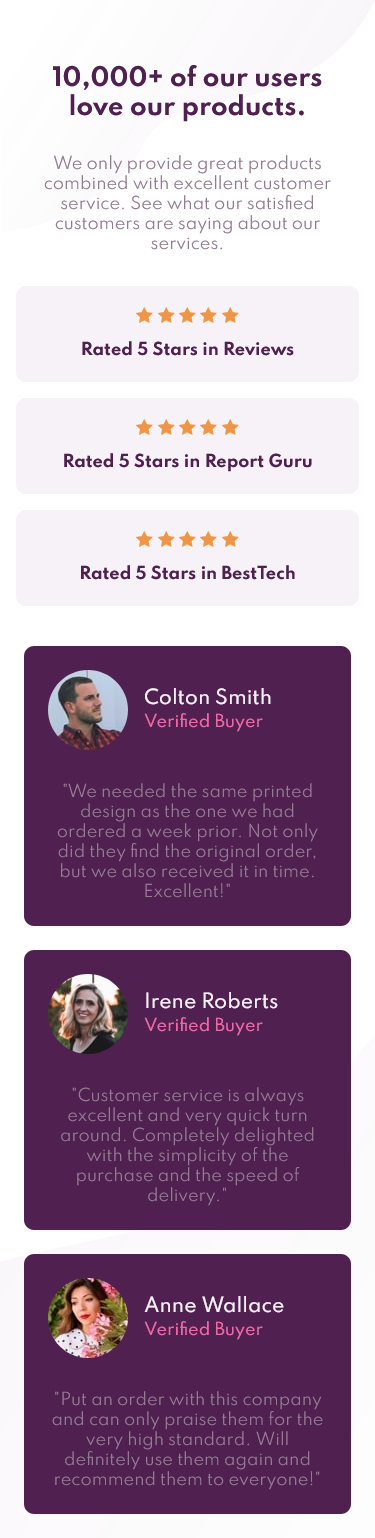 10,000+ of our users
love our products.
We only provide great products
combined with excellent customer
service. See what our satisfied
customers are saying about our
services.
Rated 5 Stars in Reviews
Rated 5 Stars in Report Guru
Rated 5 Stars in BestTech
Colton Smith
Verified Buyer
"We needed the same printed
design as the one we had
ordered a week prior. Not only
did they find the original order,
but we also received it in time.
Excellent!"
Irene Roberts
Verified Buyer
"Customer service is always
excellent and very quick turn
around. Completely delighted
with the simplicity of the
purchase and the speed of
delivery."
Anne Wallace
Verified Buyer
"Put an order with this company
and can only praise them for the
very high standard. Will
definitely use them again and
recommend them to everyone!"